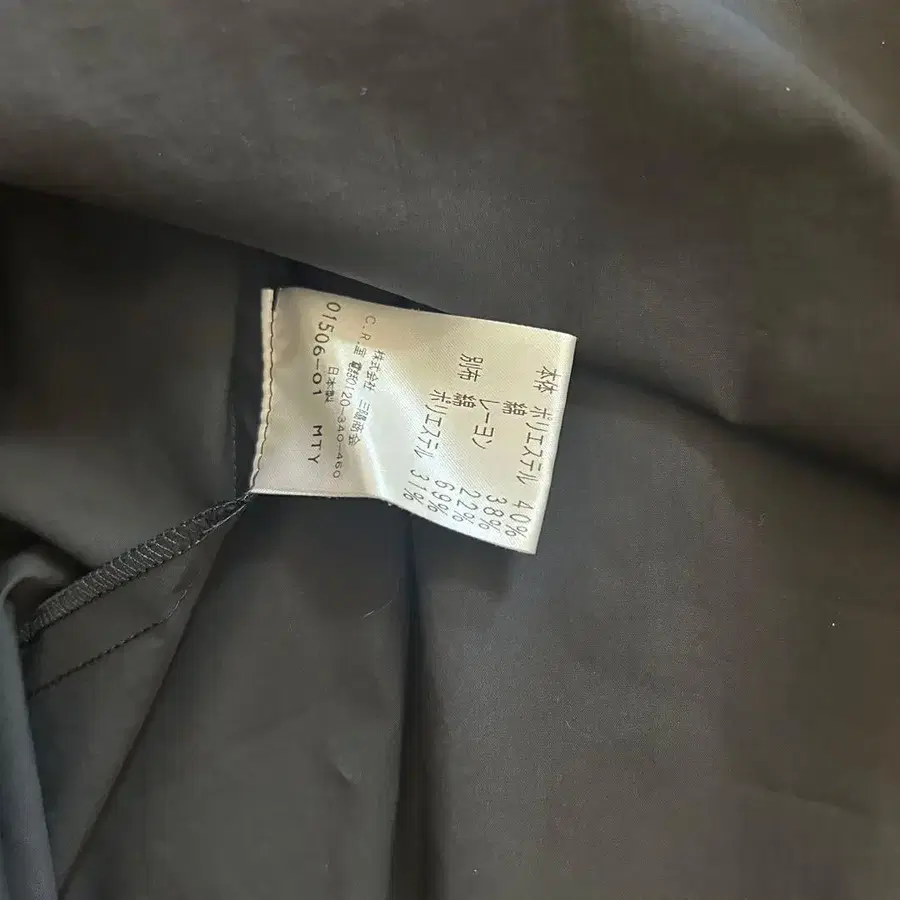 本体 ポリエステル 40%
綿 38%
レーヨン 22%
別布 綿 69%
ポリエステル 31%
株式会社 三陽商会
C.R.室 電話0120-340-460
日本製
01506-01 MTY